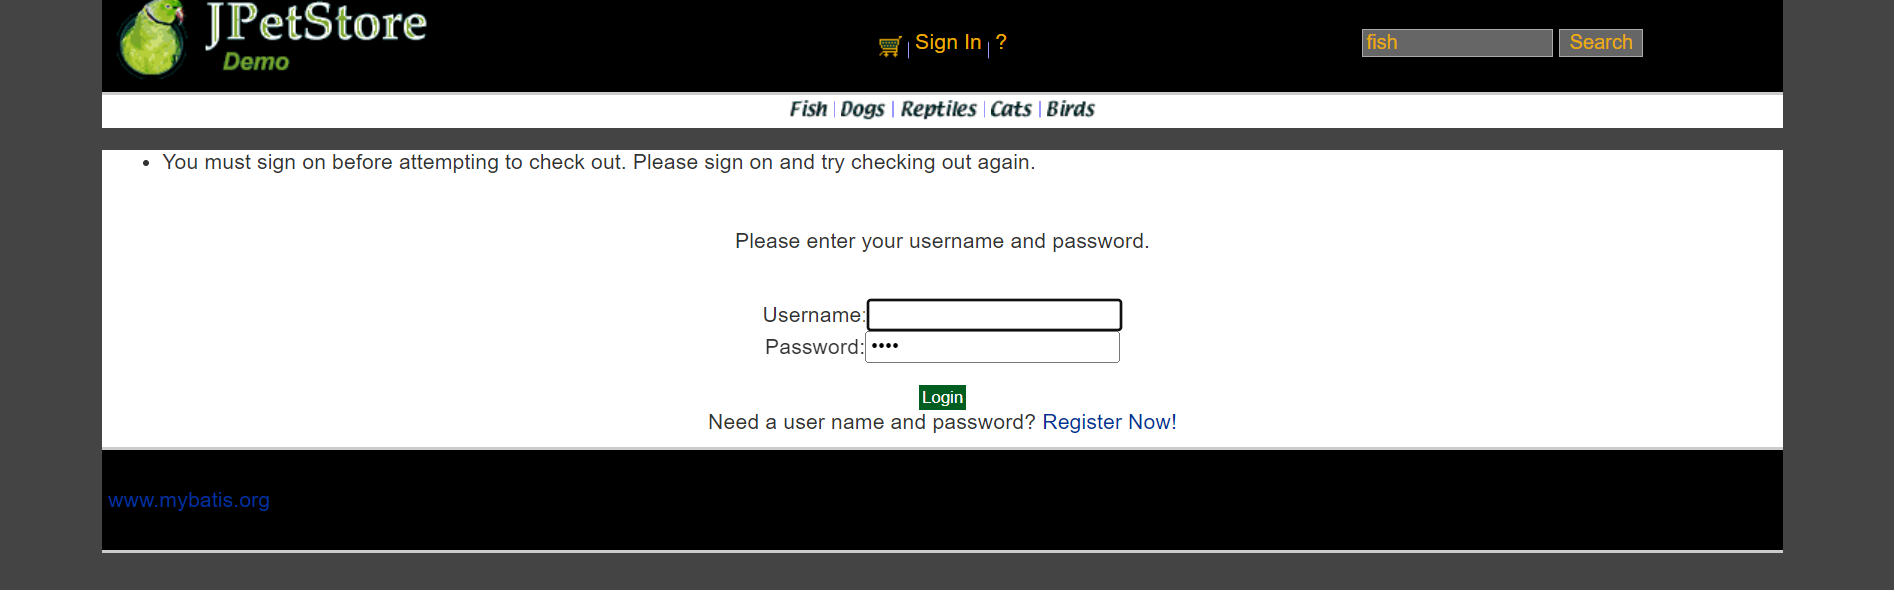 JPetStore
Demo
Sign In | ?
fish
Search
Fish | Dogs | Reptiles | Cats | Birds
• You must sign on before attempting to check out. Please sign on and try checking out again.
Please enter your username and password.
Username:
Password: ••••
Login
Need a user name and password? Register Now!
www.mybatis.org